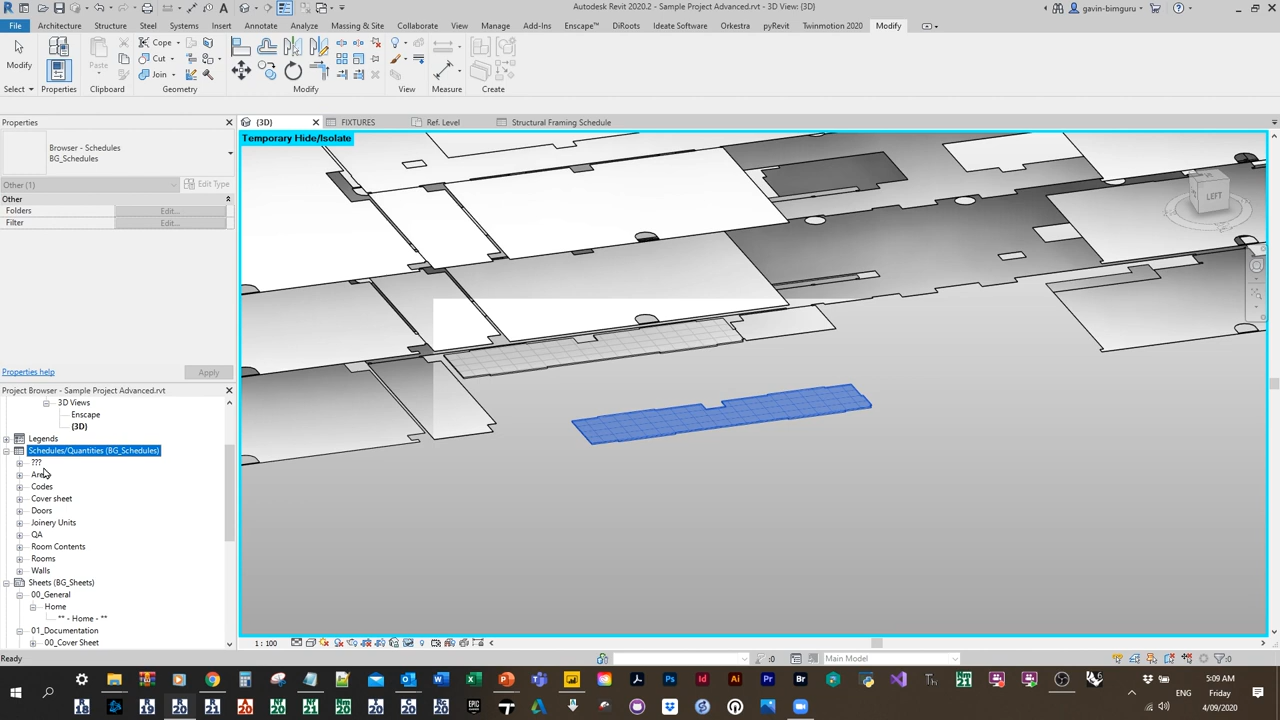 Autodesk Revit 2020.2 - Sample Project Advanced.rvt - 3D View: {3D}
gavin-bimguru
File Architecture Structure Steel Systems Insert Annotate Analyze Massing & Site Collaborate View Manage Add-Ins Enscape™ DiRoots Ideate Software Orkestra pyRevit Twinmotion 2020 Modify
Modify Paste Cope Cut Join
Select Properties Clipboard Geometry Modify View Measure Create
Properties
{3D} FIXTURES Ref. Level Structural Framing Schedule
Temporary Hide/Isolate
Browser - Schedules
BG_Schedules
Other (1) Edit Type
Other
Folders Edit...
Filter Edit...
LEFT
Properties help Apply
Project Browser - Sample Project Advanced.rvt
3D Views
Enscape
{3D}
Legends
Schedules/Quantities (BG_Schedules)
???
Codes
Cover sheet
Doors
Joinery Units
QA
Room Contents
Rooms
Walls
Sheets (BG_Sheets)
00_General
Home
** - Home - **
01_Documentation
00_Cover Sheet
1 : 100
Ready :0 Main Model :0
5:09 AM
ENG Friday
4/09/2020